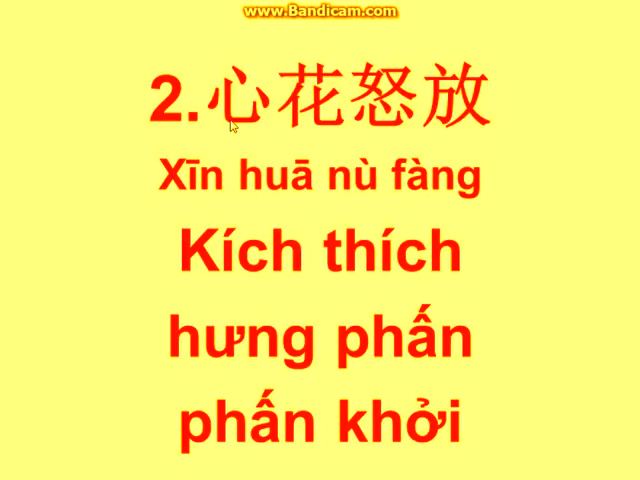 www.Bandicam.com
2.心花怒放
Xīn huā nù fàng
Kích thích
hưng phấn
phấn khởi